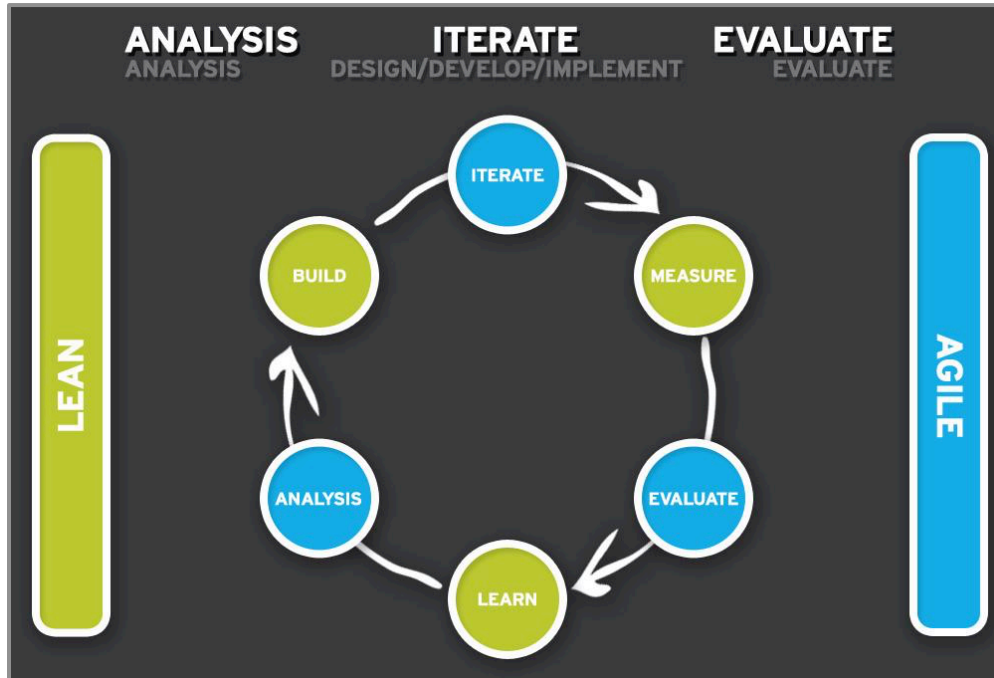 ANALYSIS ITERATE EVALUATE
ANALYSIS DESIGN/DEVELOP/IMPLEMENT EVALUATE
ITERATE
BUILD
MEASURE
LEAN
AGILE
ANALYSIS
EVALUATE
LEARN